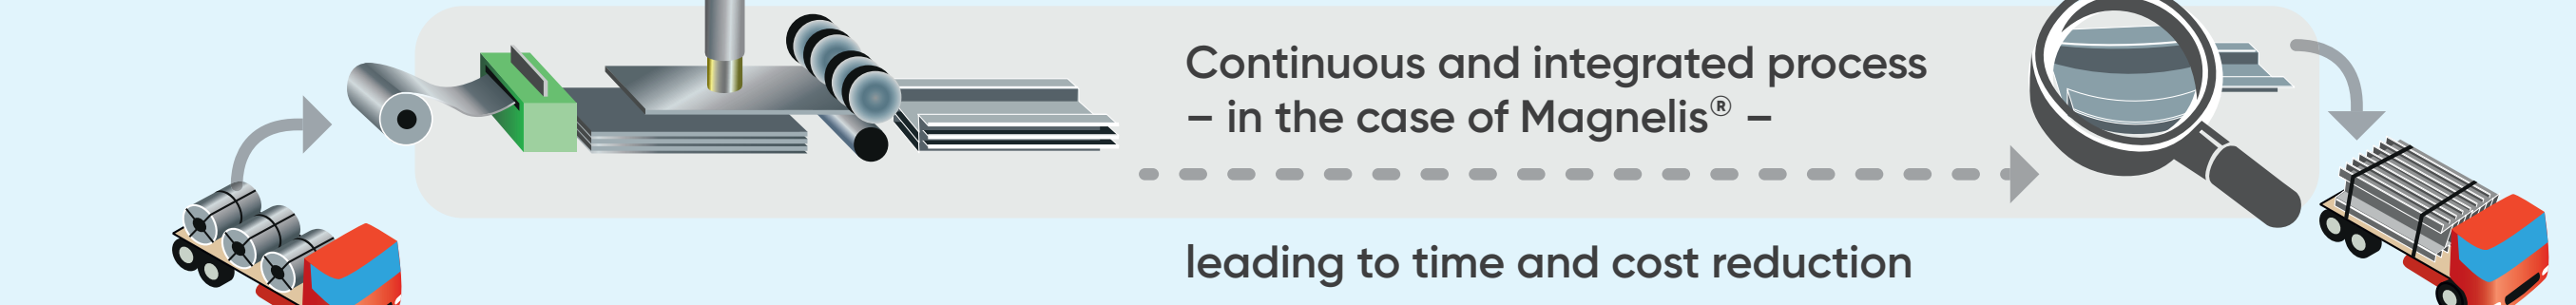 Continuous and integrated process
– in the case of Magnelis® –
leading to time and cost reduction